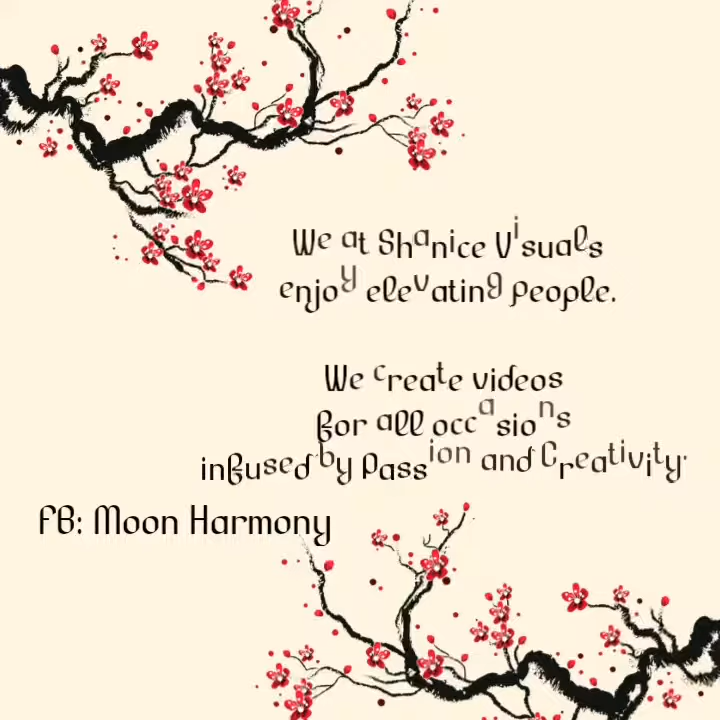 We at Shanice Visuals
enjoy elevating people.
We create videos
for all occasions
infused by Passion and Creativity.
FB: Moon Harmony